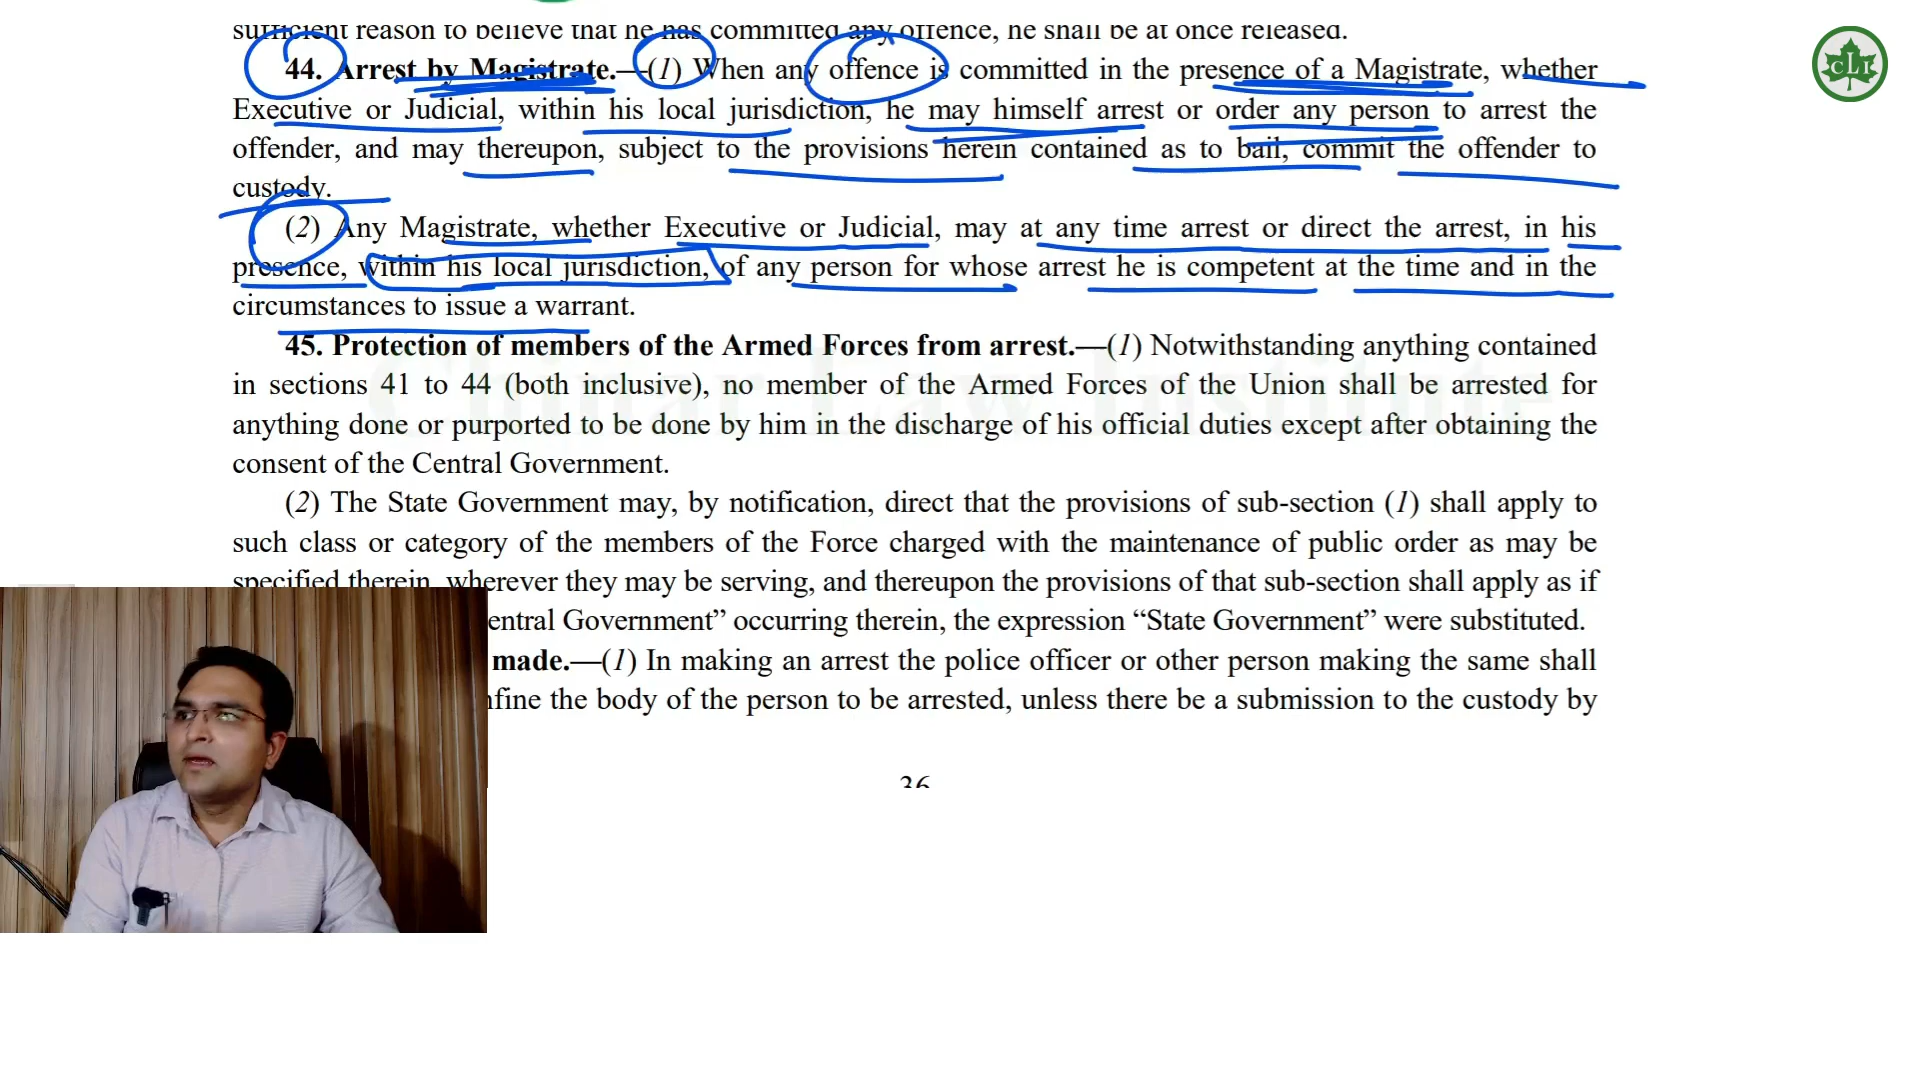 sufficient reason to believe that he has committed any offence, he shall be at once released.
44. Arrest by Magistrate.—(1) When any offence is committed in the presence of a Magistrate, whether
Executive or Judicial, within his local jurisdiction, he may himself arrest or order any person to arrest the
offender, and may thereupon, subject to the provisions herein contained as to bail, commit the offender to
custody.
(2) Any Magistrate, whether Executive or Judicial, may at any time arrest or direct the arrest, in his
presence, within his local jurisdiction, of any person for whose arrest he is competent at the time and in the
circumstances to issue a warrant.
45. Protection of members of the Armed Forces from arrest.—(1) Notwithstanding anything contained
in sections 41 to 44 (both inclusive), no member of the Armed Forces of the Union shall be arrested for
anything done or purported to be done by him in the discharge of his official duties except after obtaining the
consent of the Central Government.
(2) The State Government may, by notification, direct that the provisions of sub-section (1) shall apply to
such class or category of the members of the Force charged with the maintenance of public order as may be
specified therein, wherever they may be serving, and thereupon the provisions of that sub-section shall apply as if
entral Government” occurring therein, the expression “State Government” were substituted.
made.—(1) In making an arrest the police officer or other person making the same shall
nfine the body of the person to be arrested, unless there be a submission to the custody by
36
CLI
Chinar Law Institute